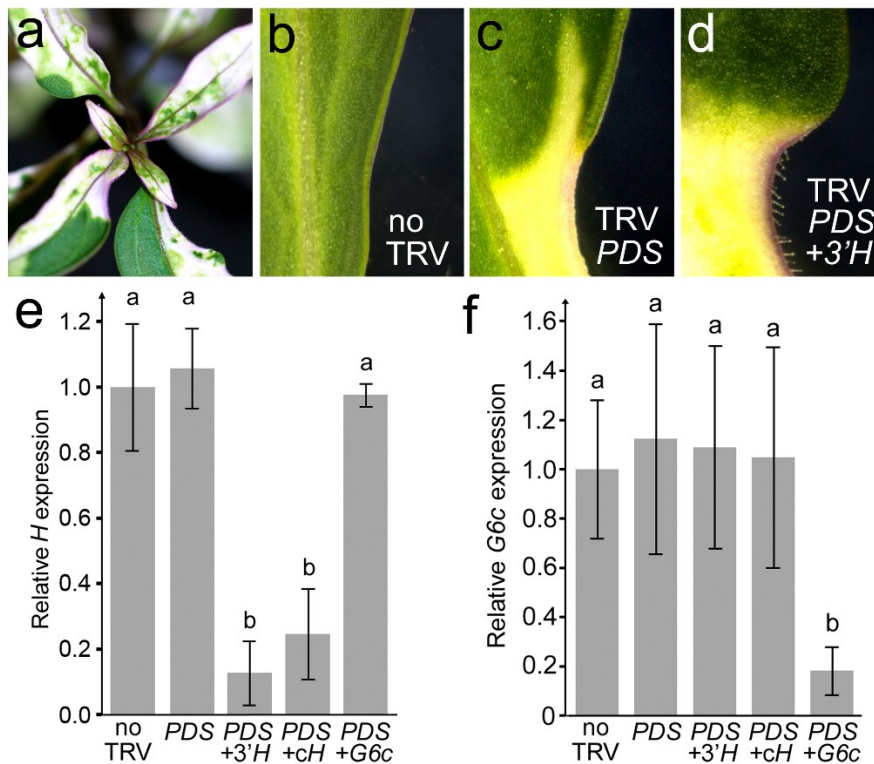 a
b
c
d
no
TRV
TRV
PDS
TRV
PDS
+3'H
e
Relative H expression
1.2
1.0
0.8
0.6
0.4
0.2
0.0
a
a
b
b
a
no
TRV
PDS
PDS
+3'H
PDS
+cH
PDS
+G6c
f
Relative G6c expression
1.6
1.4
1.2
1.0
0.8
0.6
0.4
0.2
0
a
a
a
a
b
no
TRV
PDS
PDS
+3'H
PDS
+cH
PDS
+G6c